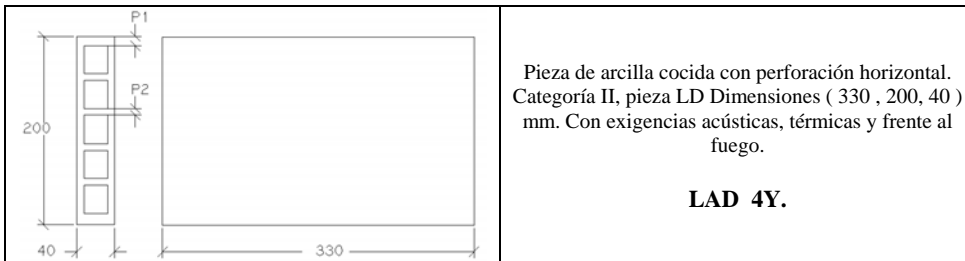 P1
P2
200
40
330
Pieza de arcilla cocida con perforación horizontal.
Categoría II, pieza LD Dimensiones ( 330 , 200, 40 )
mm. Con exigencias acústicas, térmicas y frente al
fuego.
LAD 4Y.